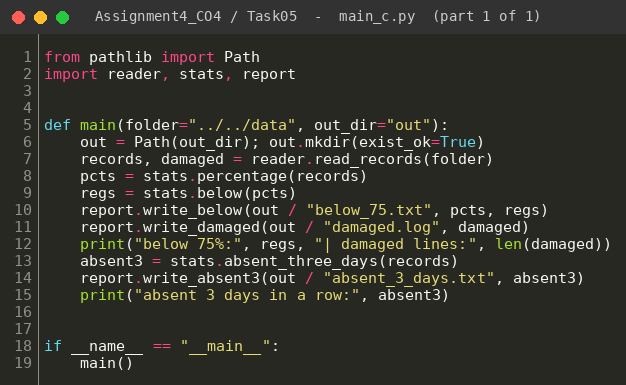 Assignment4_CO4 / Task05  -  main_c.py  (part 1 of 1)
1 from pathlib import Path
2 import reader, stats, report
3
4
5 def main(folder="../../data", out_dir="out"):
6     out = Path(out_dir); out.mkdir(exist_ok=True)
7     records, damaged = reader.read_records(folder)
8     pcts = stats.percentage(records)
9     regs = stats.below(pcts)
10     report.write_below(out / "below_75.txt", pcts, regs)
11     report.write_damaged(out / "damaged.log", damaged)
12     print("below 75%:", regs, "| damaged lines:", len(damaged))
13     absent3 = stats.absent_three_days(records)
14     report.write_absent3(out / "absent_3_days.txt", absent3)
15     print("absent 3 days in a row:", absent3)
16
17
18 if __name__ == "__main__":
19     main()